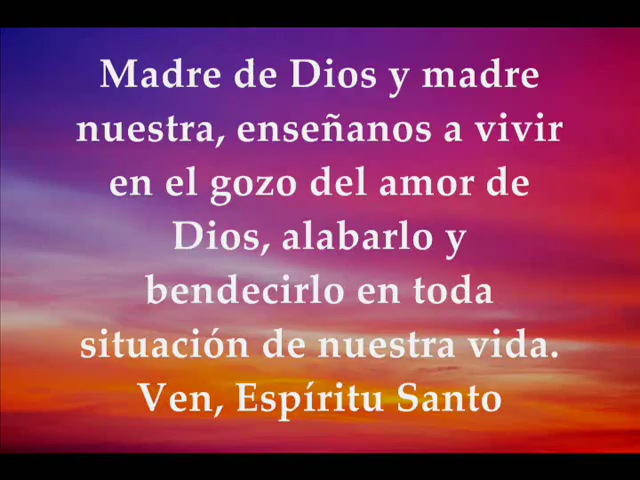 Madre de Dios y madre
nuestra, enseñanos a vivir
en el gozo del amor de
Dios, alabarlo y
bendecirlo en toda
situación de nuestra vida.
Ven, Espíritu Santo